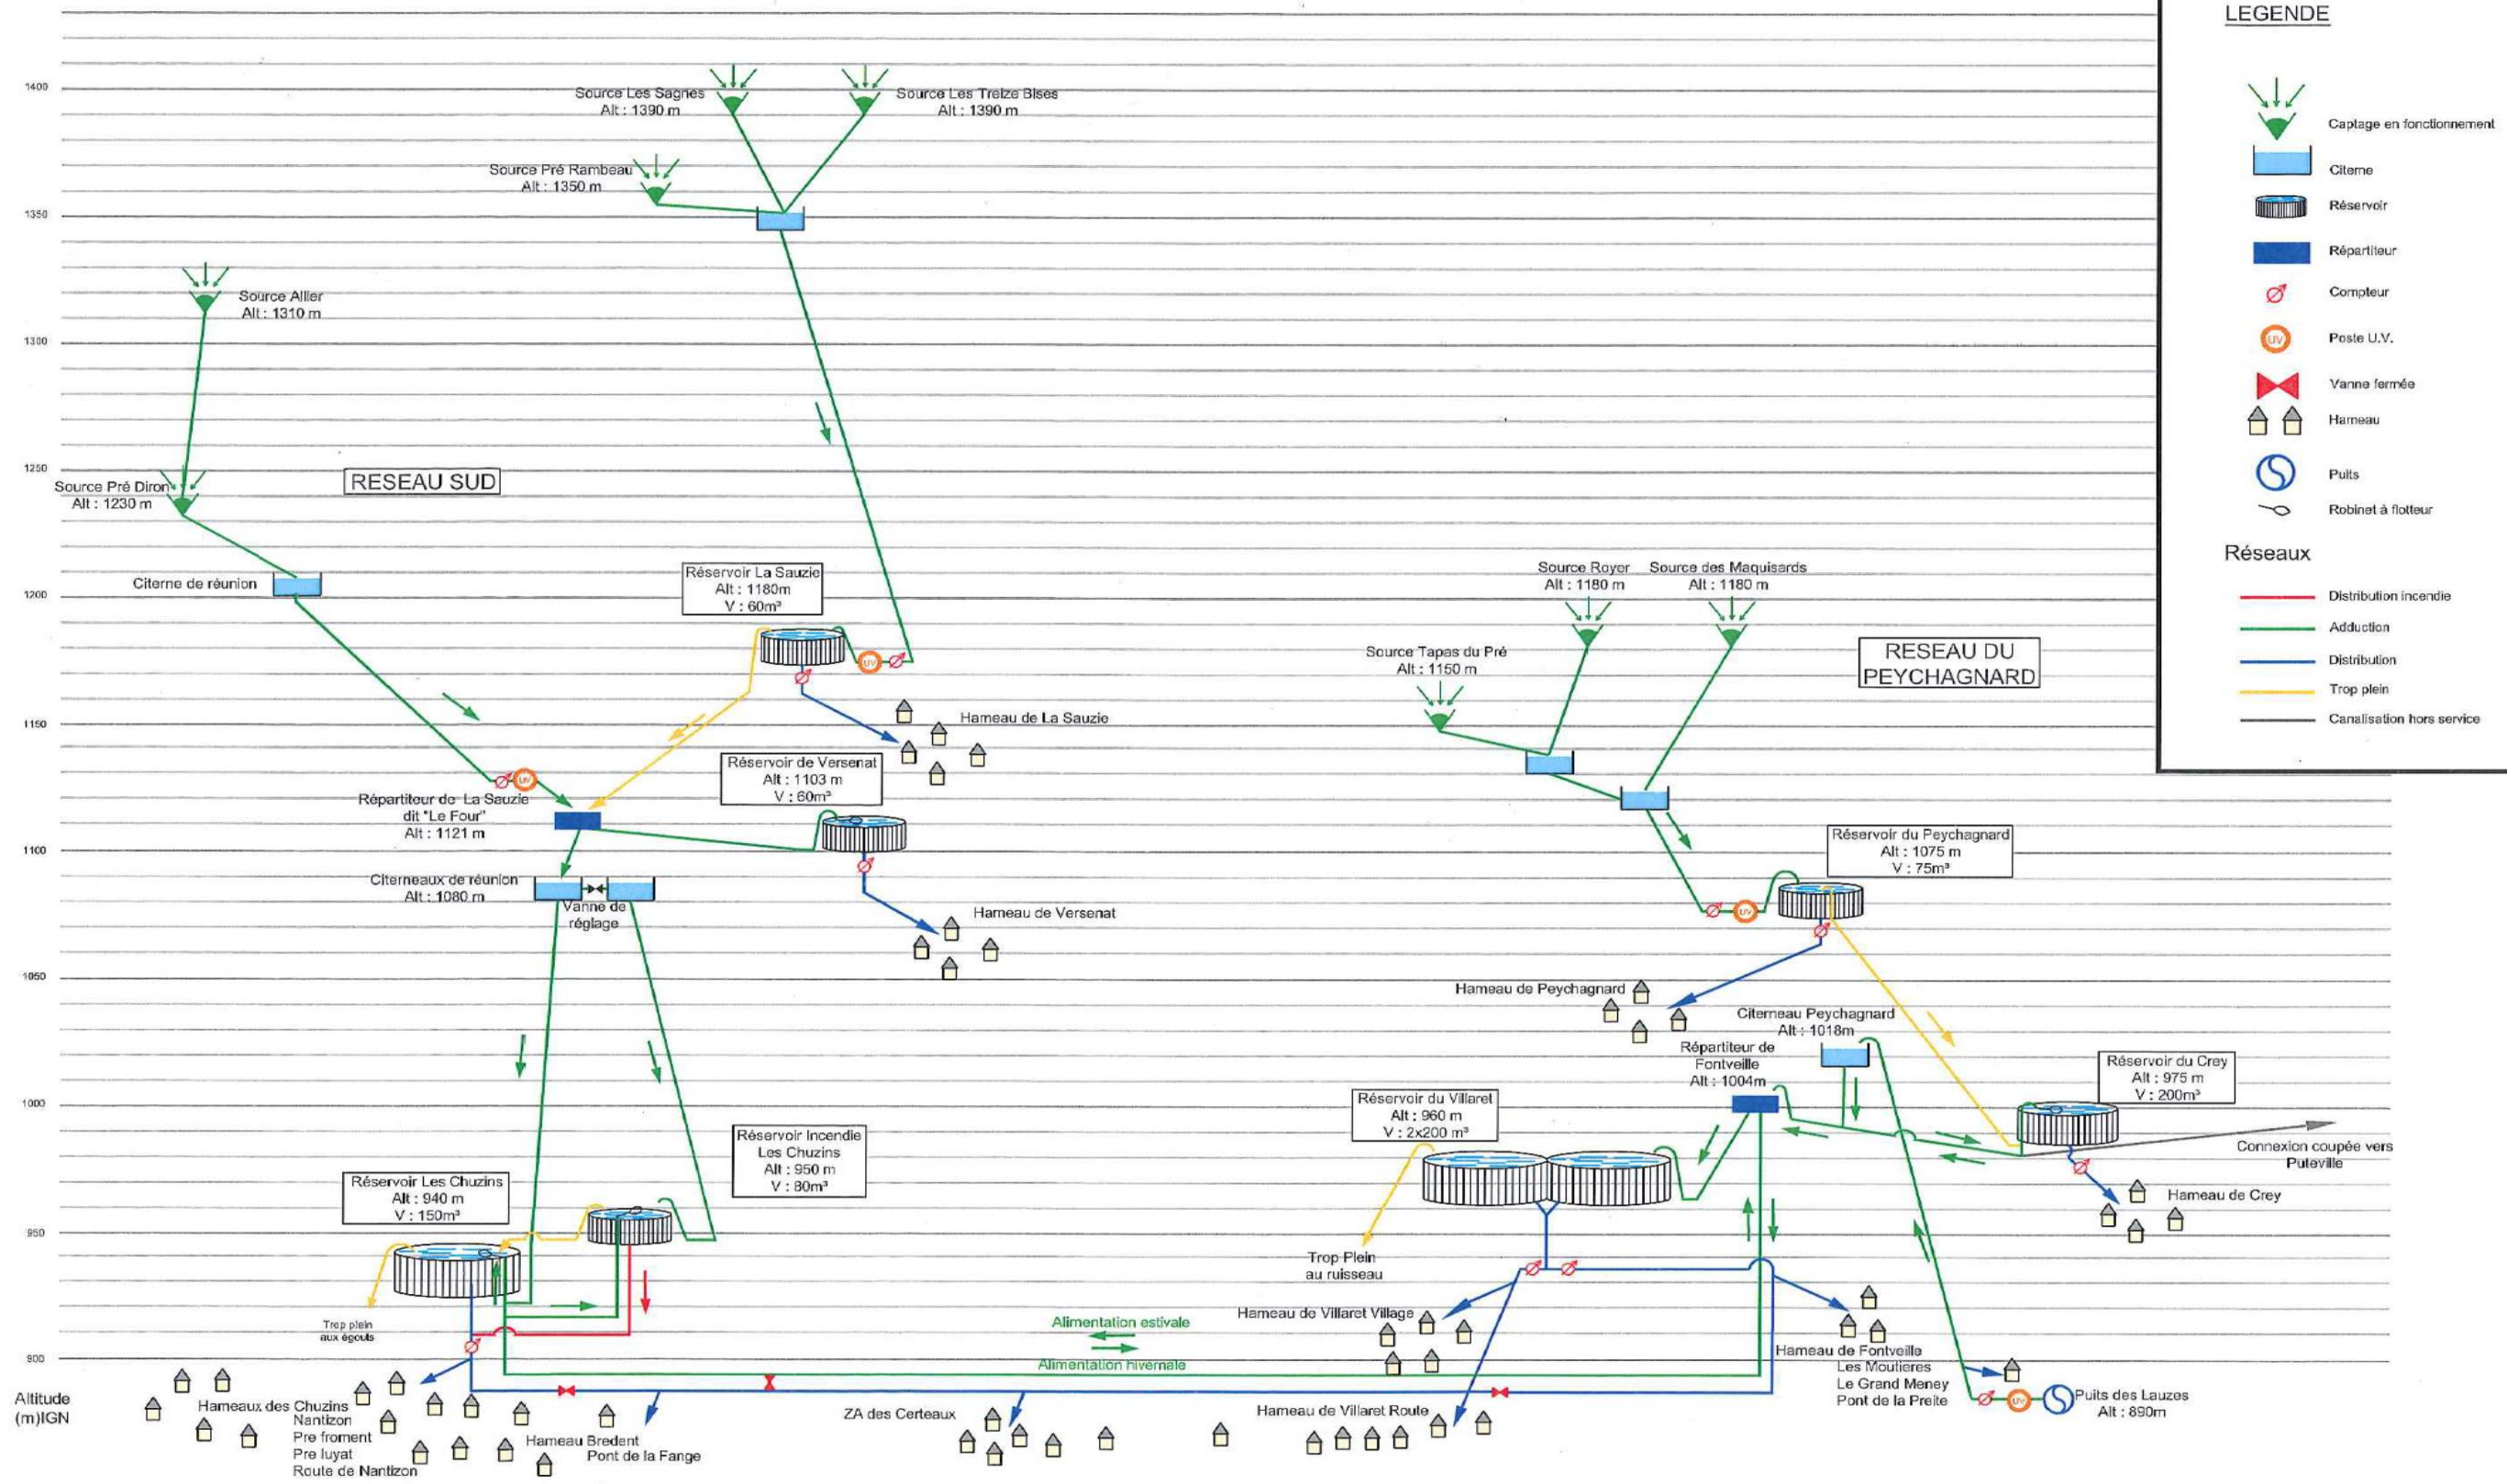 LEGENDE
Captage en fonctionnement
Citerne
Réservoir
Répartiteur
Compteur
UV
Poste U.V.
Vanne fermée
Hameau
Puits
Robinet à flotteur
Réseaux
Distribution incendie
Adduction
Distribution
Trop plein
Canalisation hors service
1400
1350
1300
1250
1200
1150
1100
1050
1000
950
900
Altitude
(m)IGN
Source Les Sagnes
Alt : 1390 m
Source Les Treize Bises
Alt : 1390 m
Source Pré Rambeau
Alt : 1350 m
Source Allier
Alt : 1310 m
Source Pré Diron
Alt : 1230 m
RESEAU SUD
Citerne de réunion
Réservoir La Sauzie
Alt : 1180m
V : 60m³
UV
Hameau de La Sauzie
UV
Répartiteur de La Sauzie
dit "Le Four"
Alt : 1121 m
Réservoir de Versenat
Alt : 1103 m
V : 60m³
Hameau de Versenat
Citerneaux de réunion
Alt : 1080 m
Vanne de
réglage
Réservoir Incendie
Les Chuzins
Alt : 950 m
V : 80m³
Réservoir Les Chuzins
Alt : 940 m
V : 150m³
Trop plein
aux égouts
Hameaux des Chuzins
Nantizon
Pre froment
Pre luyat
Route de Nantizon
Hameau Bredent
Pont de la Fange
ZA des Certeaux
Alimentation estivale
Alimentation hivernale
Source Royer
Alt : 1180 m
Source des Maquisards
Alt : 1180 m
Source Tapas du Pré
Alt : 1150 m
RESEAU DU
PEYCHAGNARD
Réservoir du Peychagnard
Alt : 1075 m
V : 75m³
UV
Hameau de Peychagnard
Citerneau Peychagnard
Alt : 1018m
Répartiteur de
Fontveille
Alt : 1004m
Réservoir du Crey
Alt : 975 m
V : 200m³
Connexion coupée vers
Puteville
Hameau de Crey
Réservoir du Villaret
Alt : 960 m
V : 2x200 m³
Trop Plein
au ruisseau
Hameau de Villaret Village
Hameau de Villaret Route
Hameau de Fontveille
Les Moutieres
Le Grand Meney
Pont de la Preite
UV
Puits des Lauzes
Alt : 890m